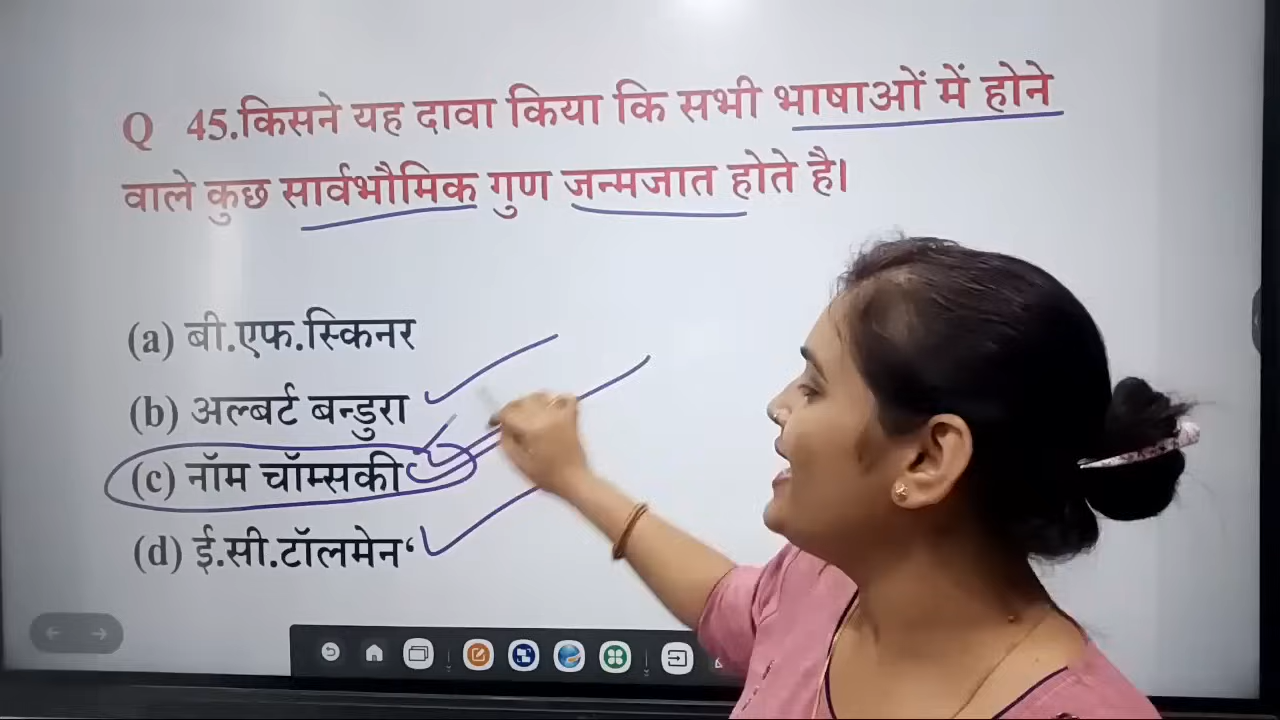 Q 45.किसने यह दावा किया कि सभी भाषाओं में होने
वाले कुछ सार्वभौमिक गुण जन्मजात होते है।
(a) बी.एफ.स्किनर
(b) अल्बर्ट बन्डुरा
(c) नॉम चॉम्सकी
(d) ई.सी.टॉलमेन‘